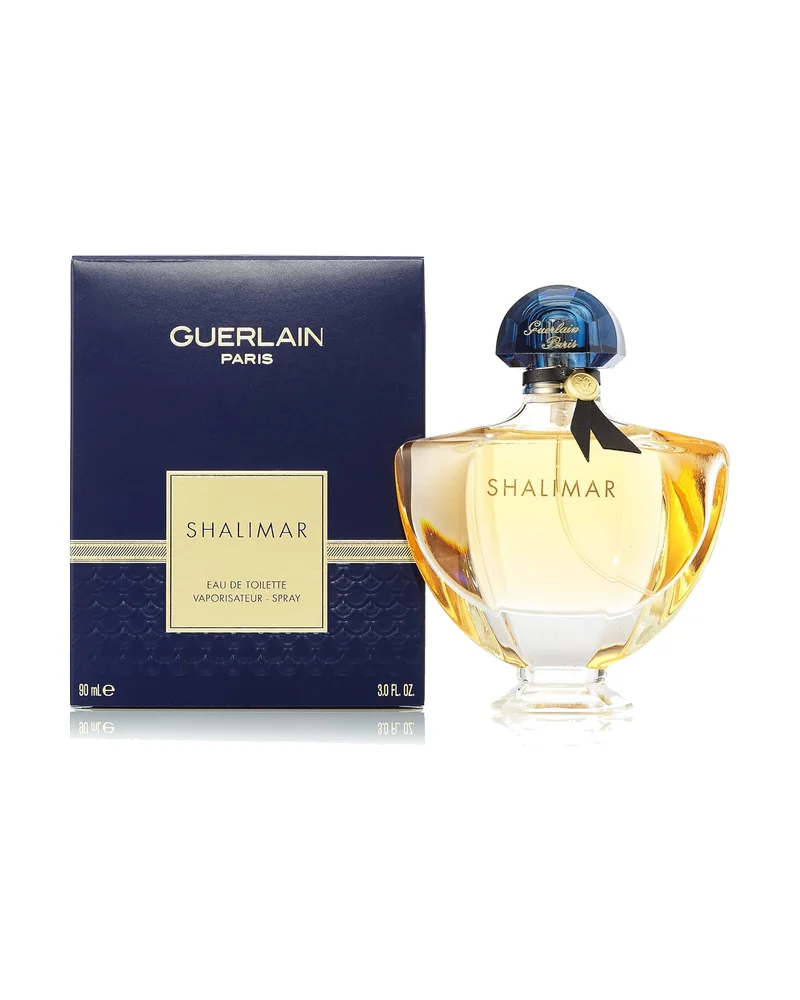 GUERLAIN
PARIS
SHALIMAR
EAU DE TOILETTE
VAPORISATEUR - SPRAY
90 mL e
3.0 FL. OZ.
Guerlain
Paris
SHALIMAR